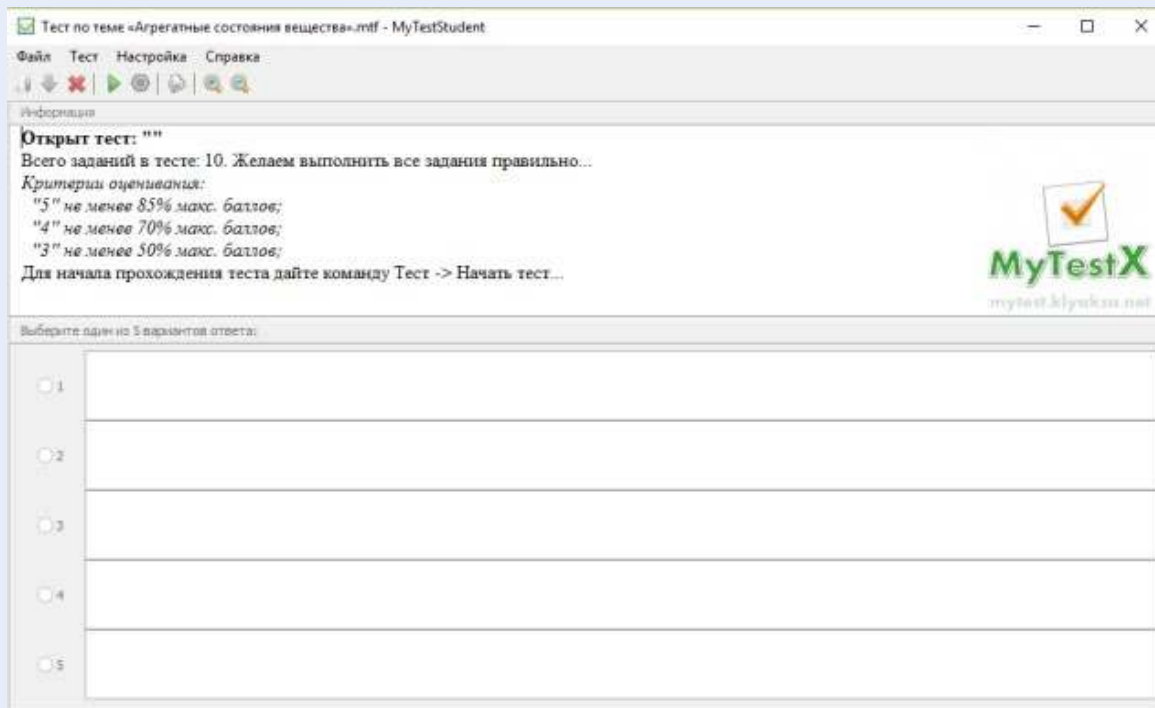 Тест по теме «Агрегатные состояния вещества».mtf - MyTestStudent
Файл Тест Настройка Справка
Информация
Открыт тест: ""
Всего заданий в тесте: 10. Желаем выполнить все задания правильно...
Критерии оценивания:
"5" не менее 85% макс. баллов;
"4" не менее 70% макс. баллов;
"3" не менее 50% макс. баллов;
Для начала прохождения теста дайте команду Тест -> Начать тест...
MyTestX
mytest.klyaksa.net
Выберите один из 5 вариантов ответа:
1
2
3
4
5